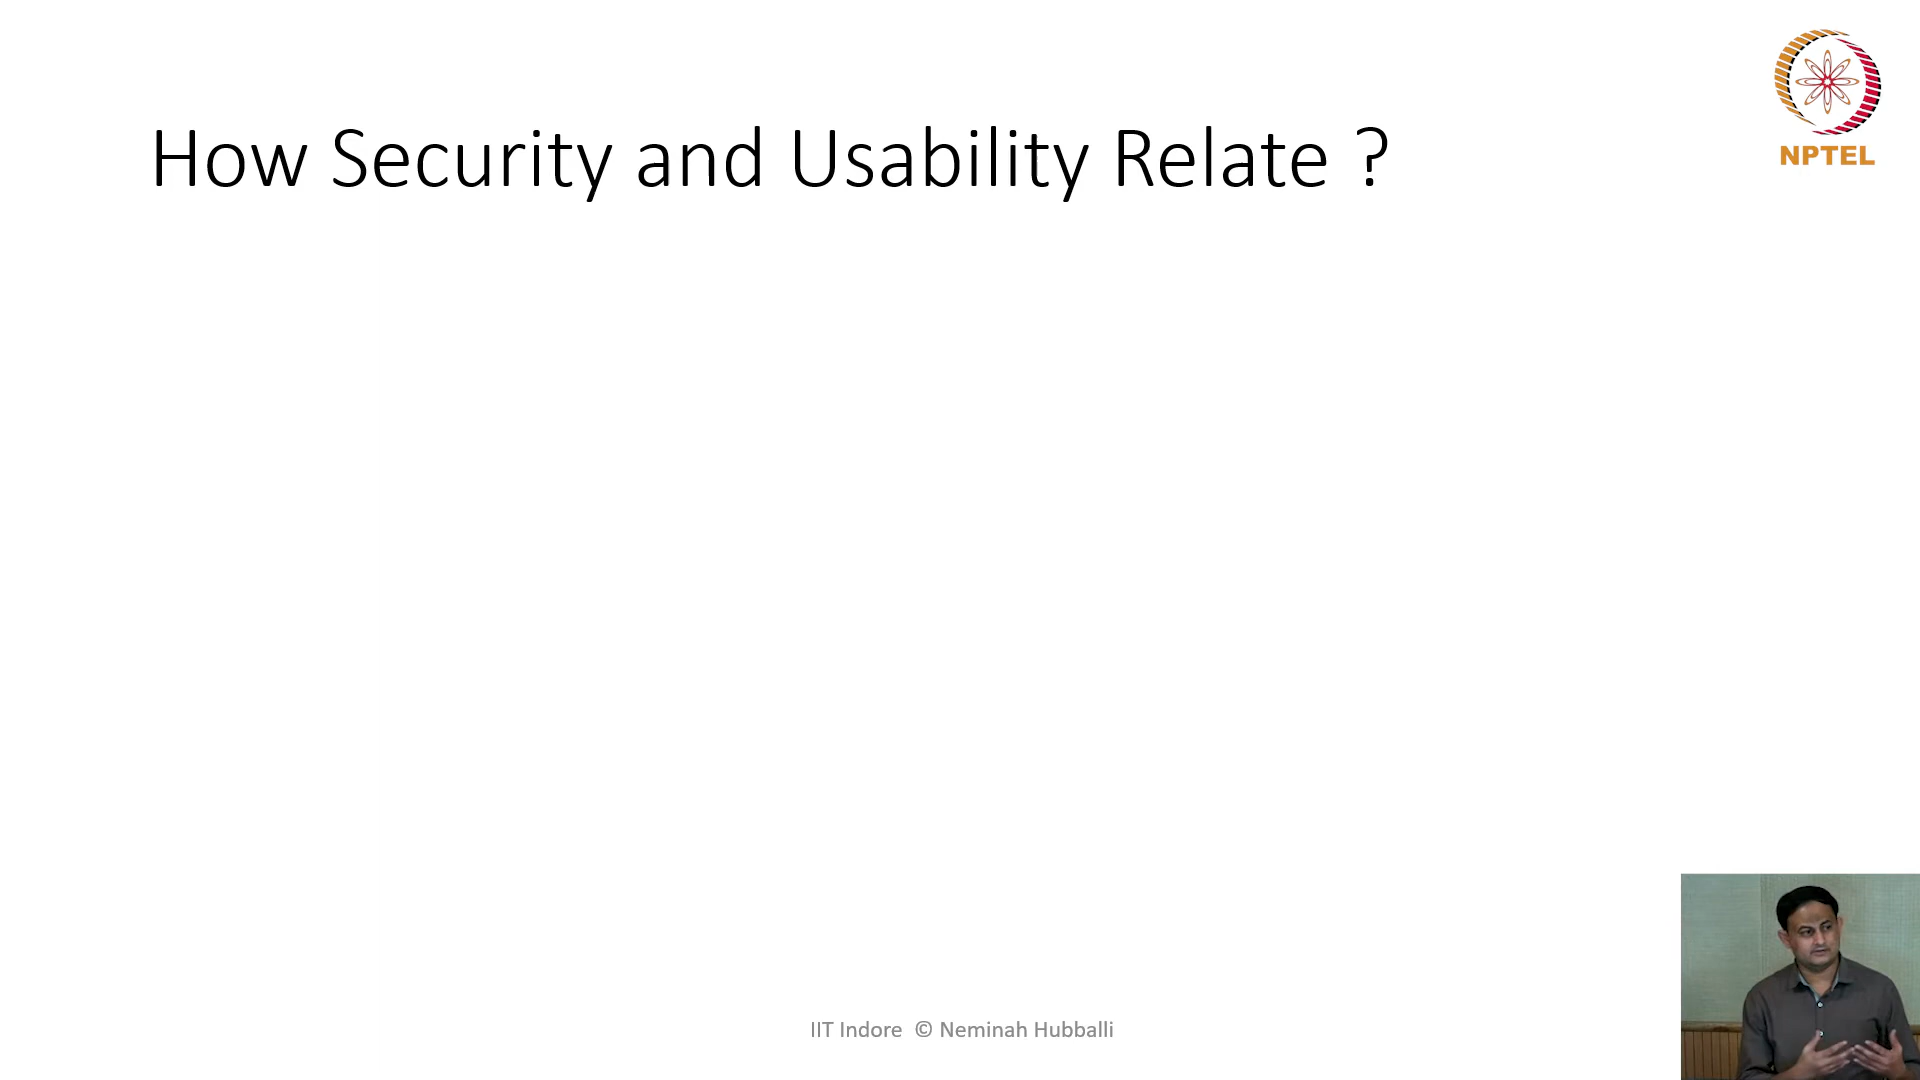 How Security and Usability Relate ?
NPTEL
IIT Indore © Neminah Hubballi